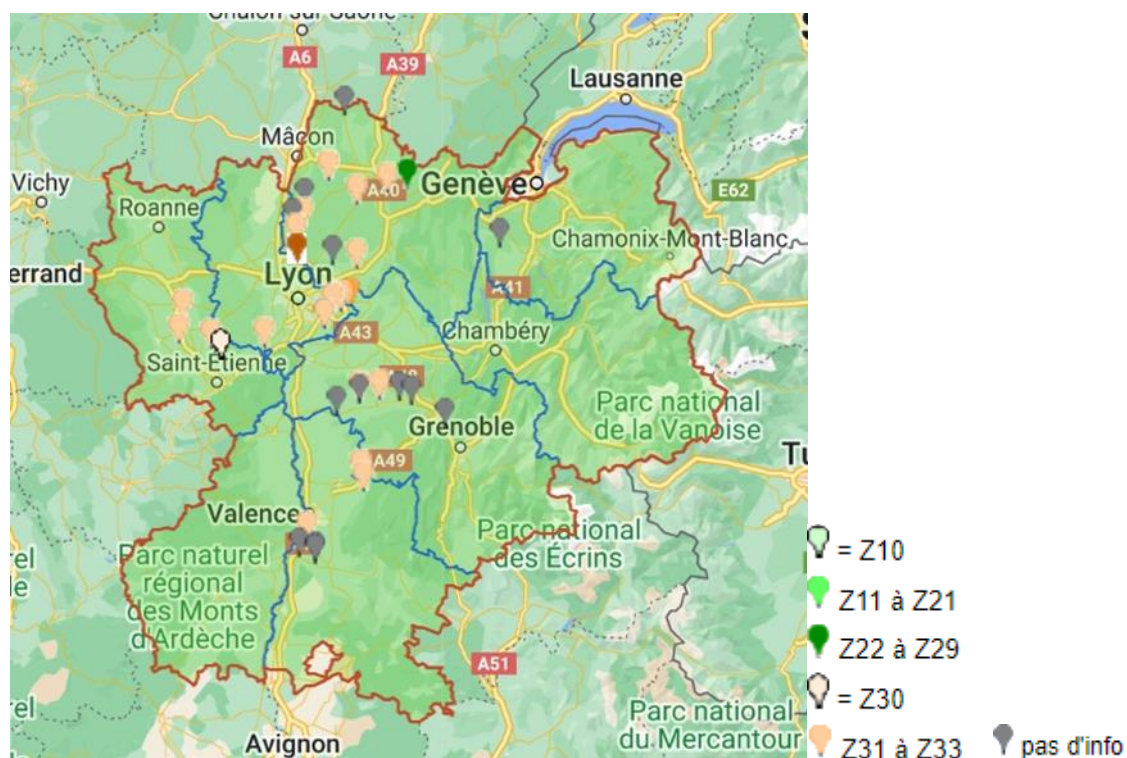 Chalon-sur-Saône
A6
A39
Lausanne
Mâcon
Vichy
Genève
E62
A40
Roanne
Chamonix-Mont-Blanc
errand
Lyon
A41
A43
Chambéry
Saint-Étienne
Parc national
de la Vanoise
Grenoble
A49
Valence
Parc national
des Écrins
Parc naturel
régional
des Monts
d'Ardèche
A51
Parc national
du Mercantour
Avignon
= Z10
Z11 à Z21
Z22 à Z29
= Z30
Z31 à Z33
pas d'info